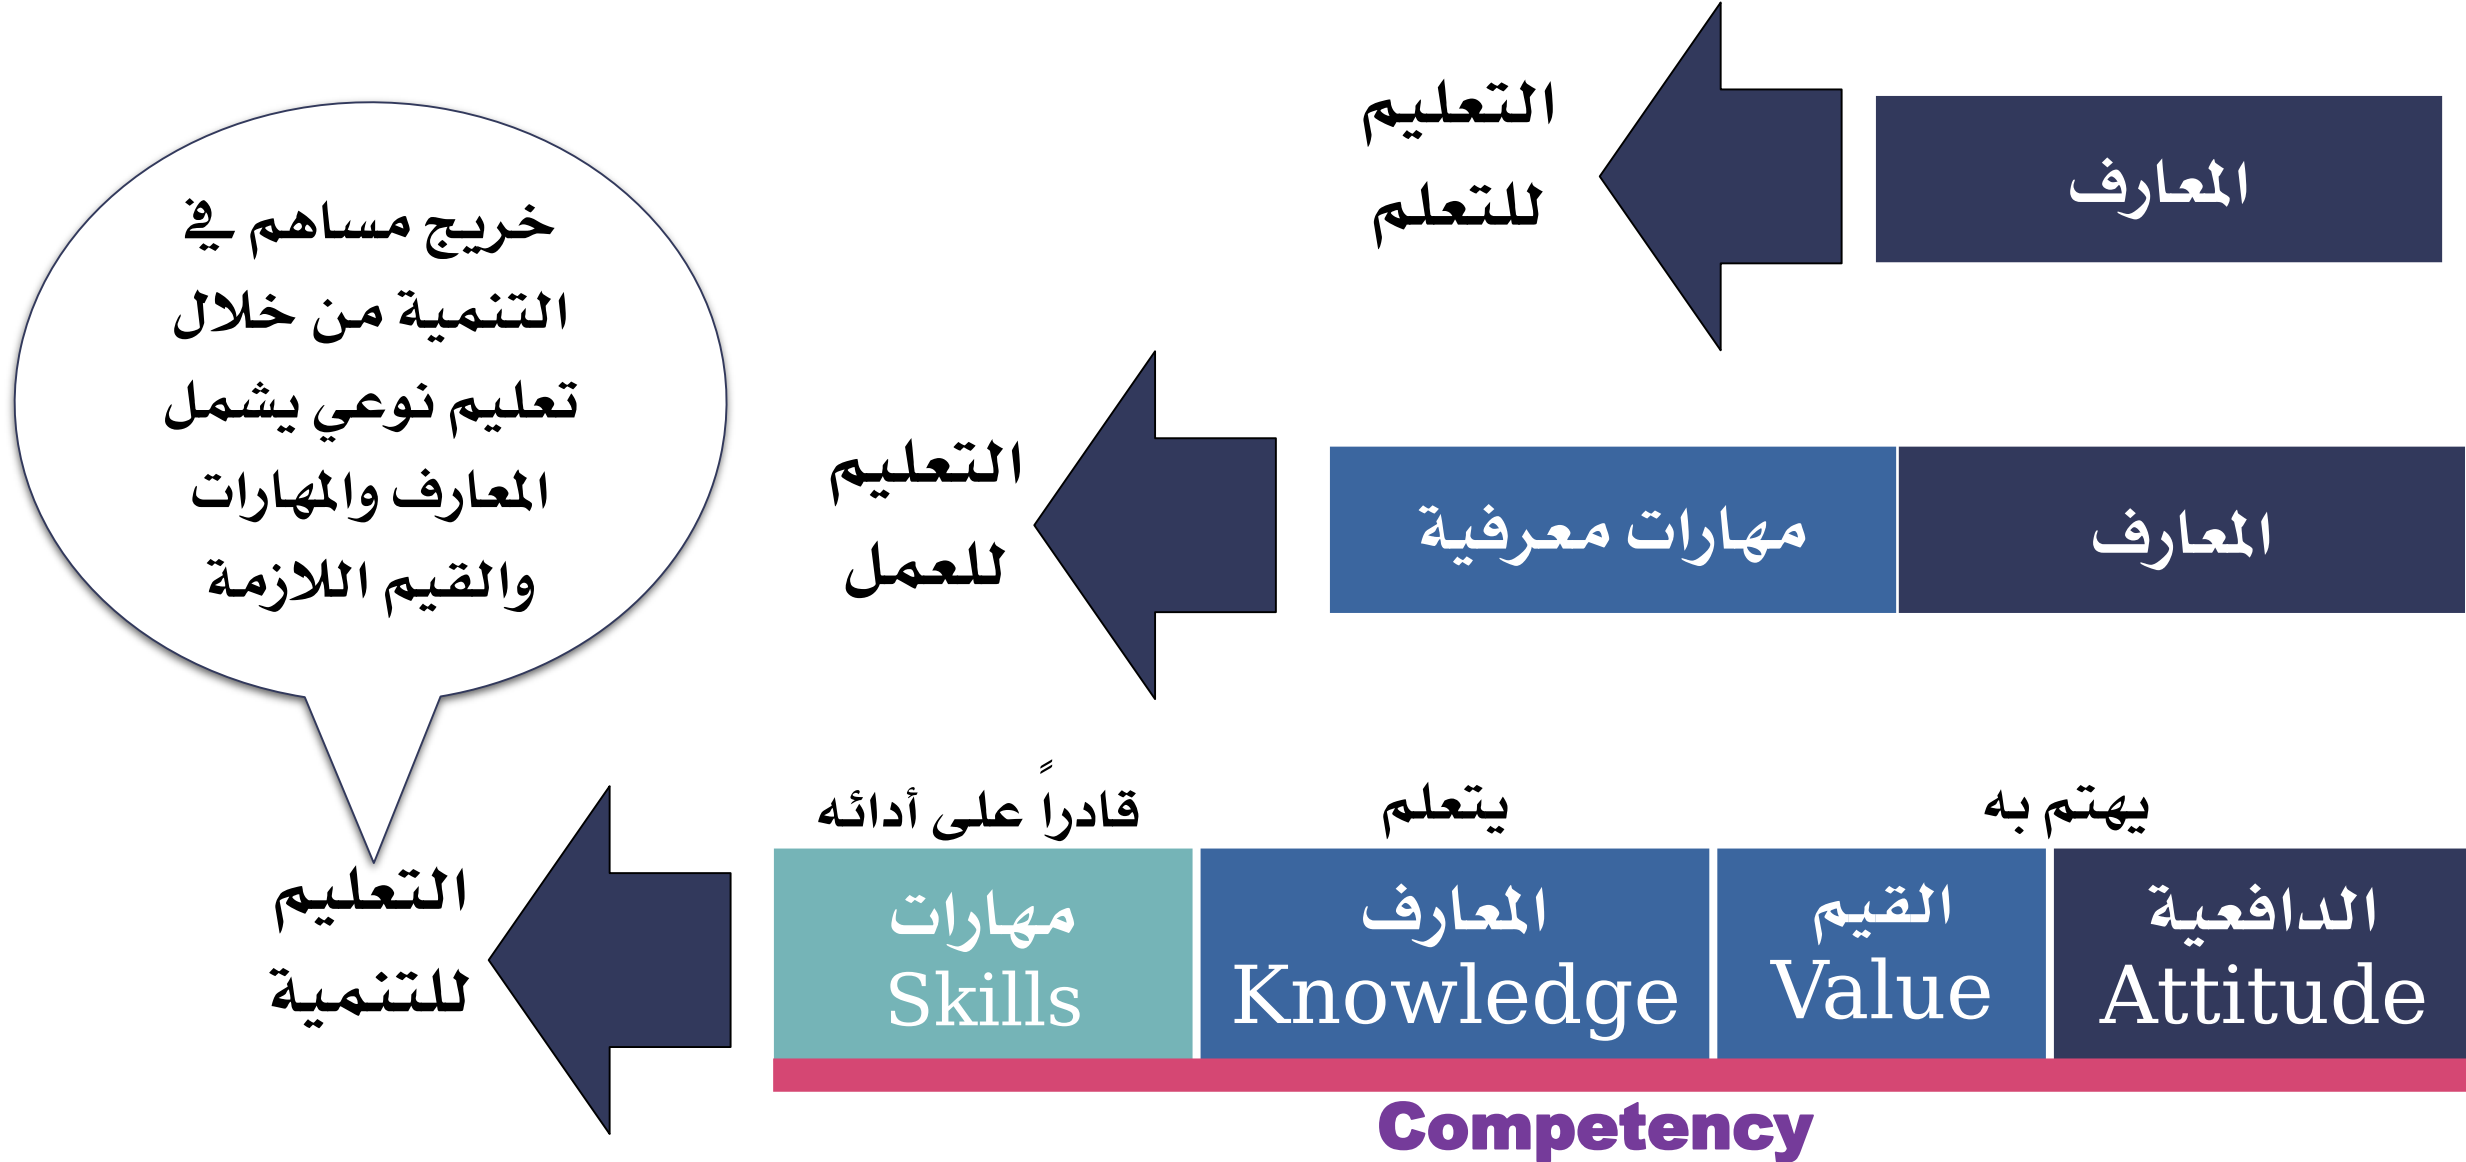 المعارف
التعليم
للتعلم
خريج مساهم في
التنمية من خلال
تعليم نوعي يشمل
المعارف والمهارات
والقيم اللازمة
المعارف
مهارات معرفية
التعليم
للعمل
يهتم به
يتعلم
قادراً على أدائه
الدافعية
Attitude
القيم
Value
المعارف
Knowledge
مهارات
Skills
التعليم
للتنمية
Competency